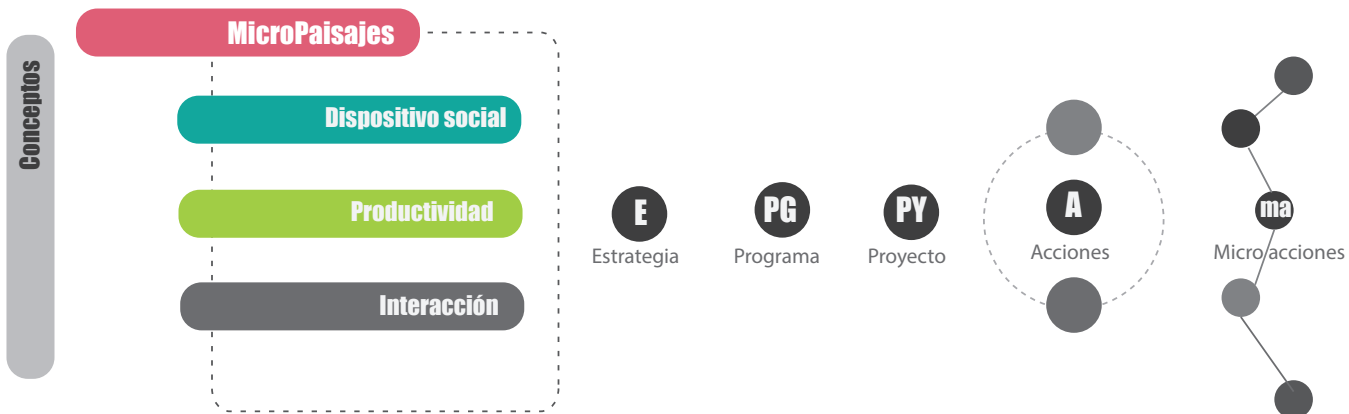 Conceptos
MicroPaisajes
Dispositivo social
Productividad
Interacción
E
Estrategia
PG
Programa
PY
Proyecto
A
Acciones
ma
Micro acciones